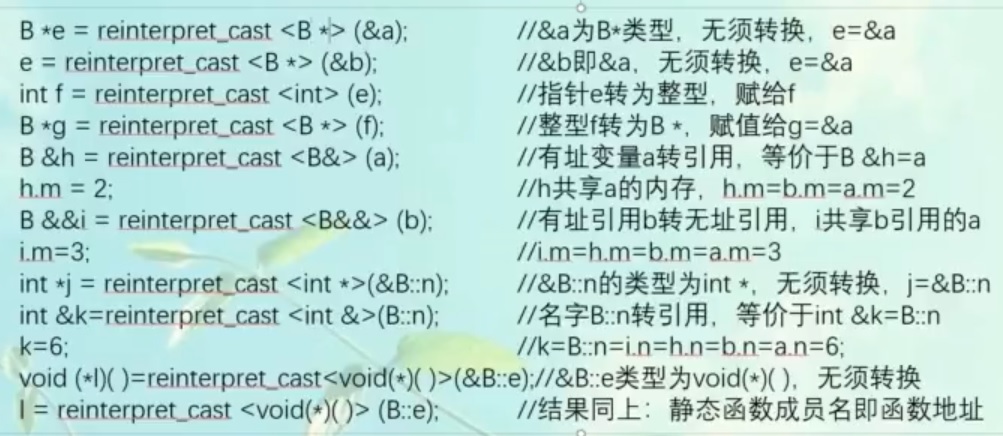 B *e = reinterpret_cast <B *> (&a); //&a为B*类型，无须转换，e=&a
e = reinterpret_cast <B *> (&b); //&b即&a，无须转换，e=&a
int f = reinterpret_cast <int> (e); //指针e转为整型，赋给f
B *g = reinterpret_cast <B *> (f); //整型f转为B *，赋值给g=&a
B &h = reinterpret_cast <B&> (a); //有址变量a转引用，等价于B &h=a
h.m = 2; //h共享a的内存，h.m=b.m=a.m=2
B &&i = reinterpret_cast <B&&> (b); //有址引用b转无址引用，i共享b引用的a
i.m=3; //i.m=h.m=b.m=a.m=3
int *j = reinterpret_cast <int *>(&B::n); //&B::n的类型为int *，无须转换，j=&B::n
int &k=reinterpret_cast <int &>(B::n); //名字B::n转引用，等价于int &k=B::n
k=6; //k=B::n=i.n=h.n=b.n=a.n=6;
void (*l)( )=reinterpret_cast<void(*)( )>(&B::e);//&B::e类型为void(*)( )，无须转换
l = reinterpret_cast <void(*)( )> (B::e); //结果同上：静态函数成员名即函数地址